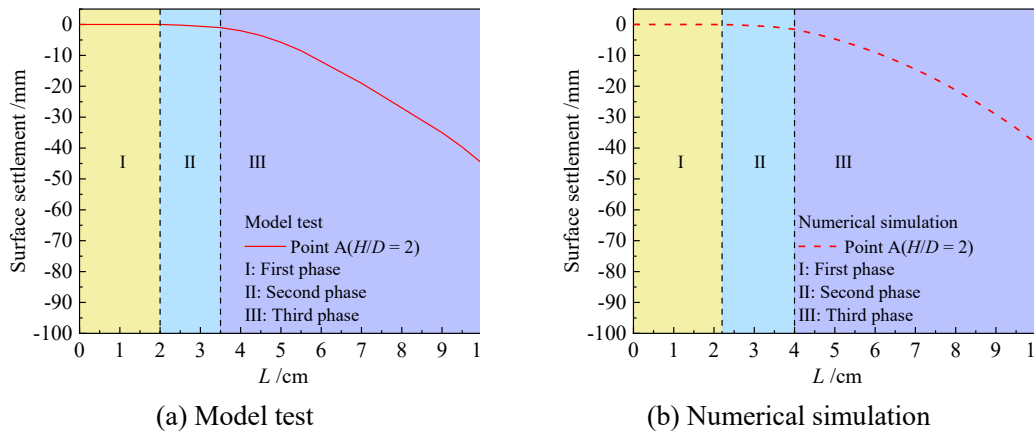 0
-10
-20
-30
-40
-50
-60
-70
-80
-90
-100
Surface settlement /mm
I
II
III
Model test
Point A(H/D = 2)
I: First phase
II: Second phase
III: Third phase
0 1 2 3 4 5 6 7 8 9 1
L /cm
(a) Model test
0
-10
-20
-30
-40
-50
-60
-70
-80
-90
-100
Surface settlement /mm
I
II
III
Numerical simulation
Point A(H/D = 2)
I: First phase
II: Second phase
III: Third phase
0 1 2 3 4 5 6 7 8 9 1
L /cm
(b) Numerical simulation